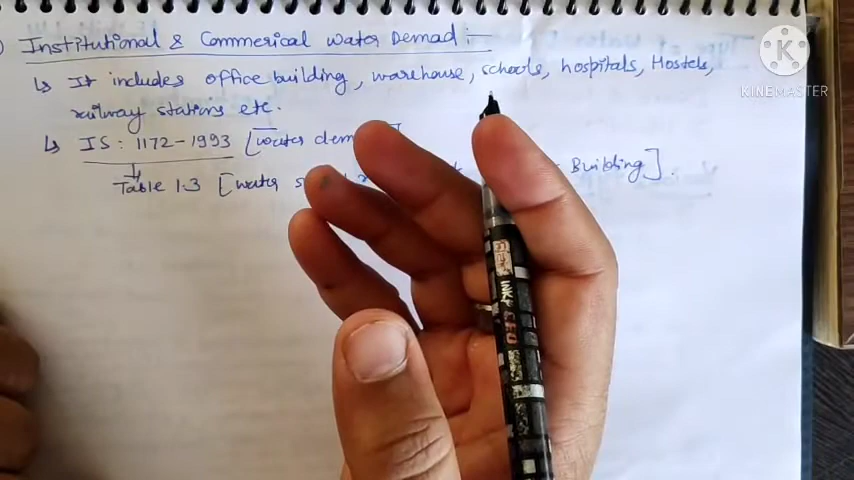 ) Institutional & Commerical Water Demad :-
↳ It includes office building, warehouse, schools, hospitals, Hostels,
railway stations etc.
↳ IS: 1172-1993 [water dem
Table 1.3 [water Building].
KINEMASTER